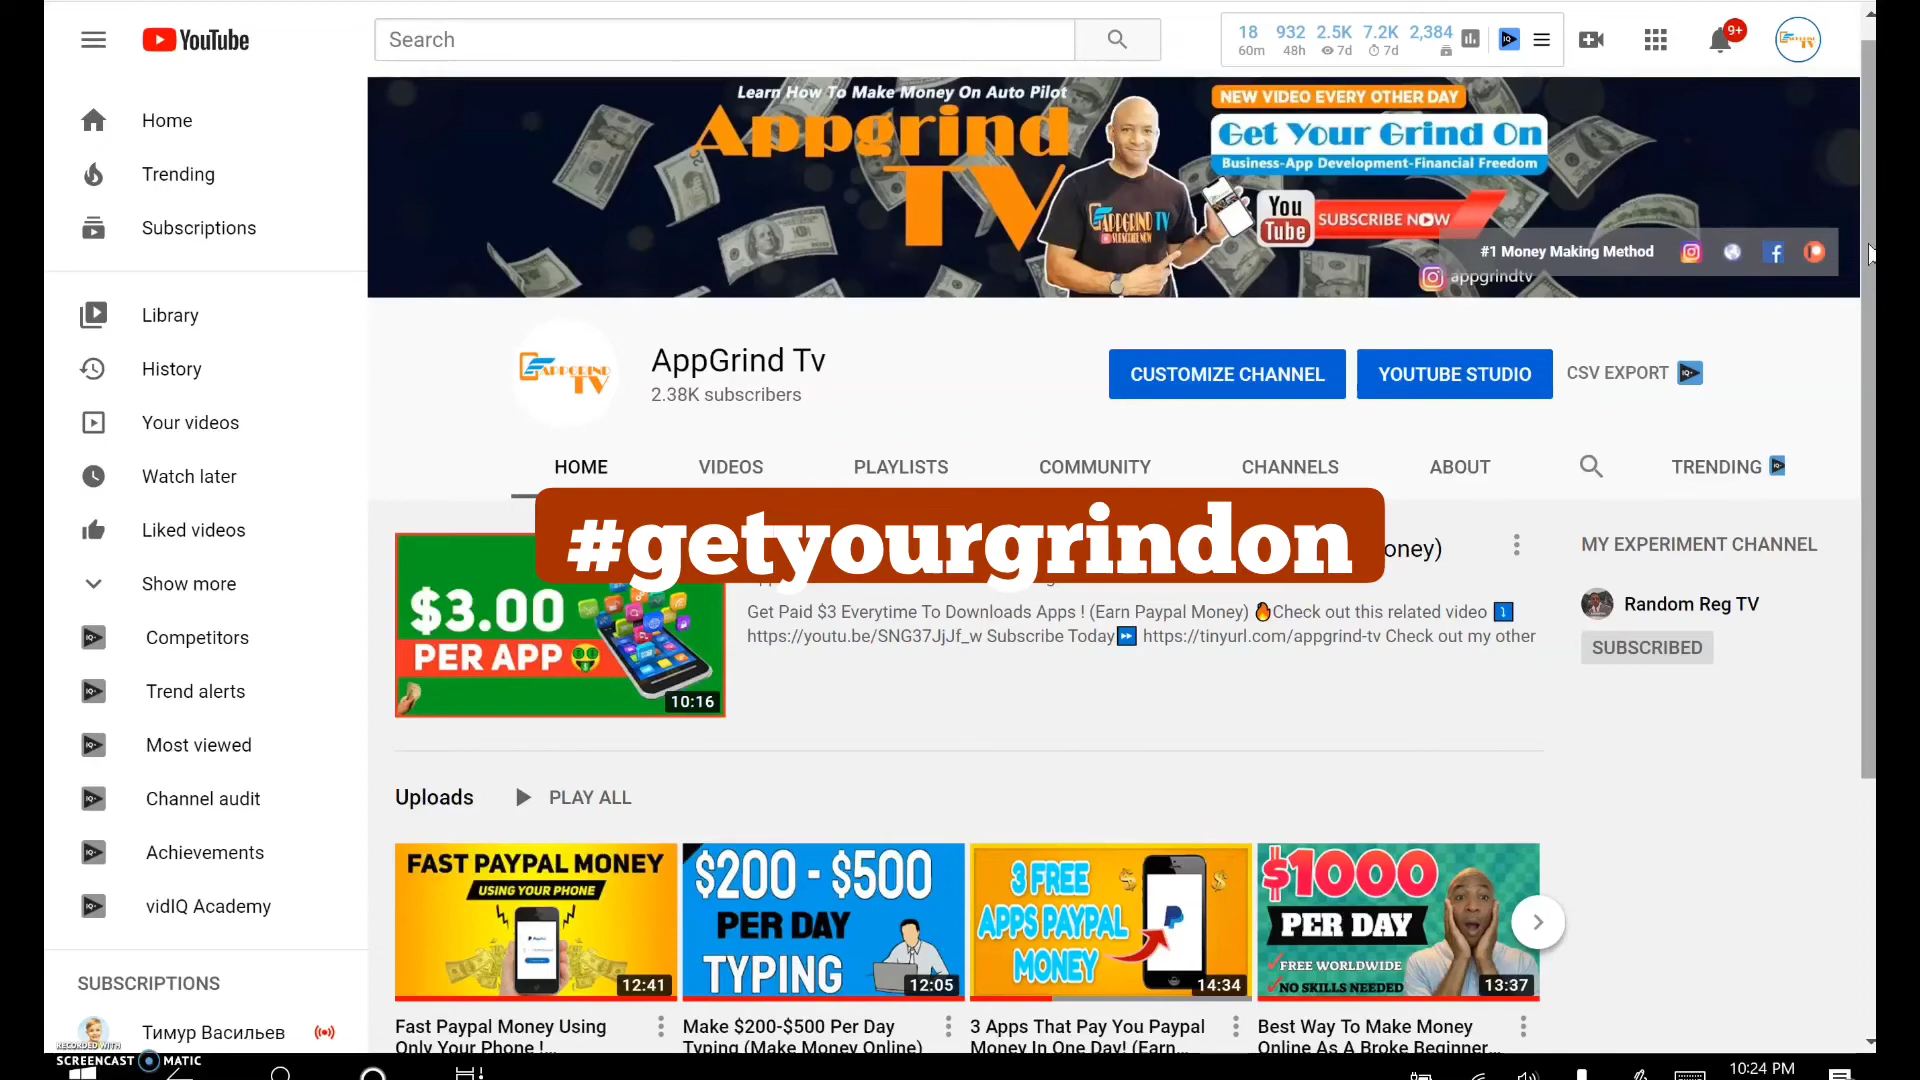 YouTube
Search
18 932 2.5K 7.2K 2,384
60m 48h 7d 7d
9+
Home
Trending
Subscriptions
Library
History
Your videos
Watch later
Liked videos
Show more
Competitors
Trend alerts
Most viewed
Channel audit
Achievements
vidIQ Academy
SUBSCRIPTIONS
Тимур Васильев
Learn How To Make Money On Auto Pilot
Appgrind
TV
NEW VIDEO EVERY OTHER DAY
Get Your Grind On
Business-App Development-Financial Freedom
You
Tube
SUBSCRIBE NOW
APPGRIND TV
SUBSCRIBE NOW
#1 Money Making Method
appgrindtv
APPGRIND
TV
AppGrind Tv
2.38K subscribers
CUSTOMIZE CHANNEL
YOUTUBE STUDIO
CSV EXPORT
HOME VIDEOS PLAYLISTS COMMUNITY CHANNELS ABOUT TRENDING
#getyourgrindon
oney)
$3.00
PER APP
10:16
Get Paid $3 Everytime To Downloads Apps ! (Earn Paypal Money) 🔥Check out this related video ⤵
https://youtu.be/SNG37JjJf_w Subscribe Today⏩ https://tinyurl.com/appgrind-tv Check out my other
MY EXPERIMENT CHANNEL
Random Reg TV
SUBSCRIBED
Uploads
PLAY ALL
FAST PAYPAL MONEY
USING YOUR PHONE
12:41
Fast Paypal Money Using
Only Your Phone !...
$200 - $500
PER DAY
TYPING
12:05
Make $200-$500 Per Day
Typing (Make Money Online)
3 FREE
APPS PAYPAL
MONEY
14:34
3 Apps That Pay You Paypal
Money In One Day! (Earn...
$1000
PER DAY
FREE WORLDWIDE
NO SKILLS NEEDED
13:37
Best Way To Make Money
Online As A Broke Beginner...
RECORDED WITH
SCREENCAST MATIC
10:24 PM